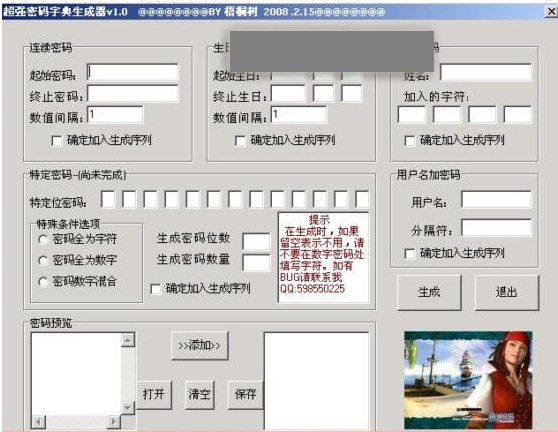 超强密码字典生成器v1.0 @@@@@@@@@BY 梧桐树 2008 .2.15@@@@@@@@@
连续密码
起始密码:
终止密码:
数值间隔: 1
确定加入生成序列
生日
起始生日:
终止生日:
数值间隔: 1
确定加入生成序列
码
姓名:
加入的字符:
确定加入生成序列
特定密码--(尚未完成)
特定位密码:
特殊条件选项
密码全为字符
密码全为数字
密码数字混合
生成密码位数
生成密码数量
确定加入生成序列
提示
在生成时，如果
留空表示不用，请
不要在数字密码处
填写字符。如有
BUG请联系我
QQ:598550225
用户名加密码
用户名:
分隔符:
确定加入生成序列
生成
退出
密码预览
>>添加>>
打开
清空
保存